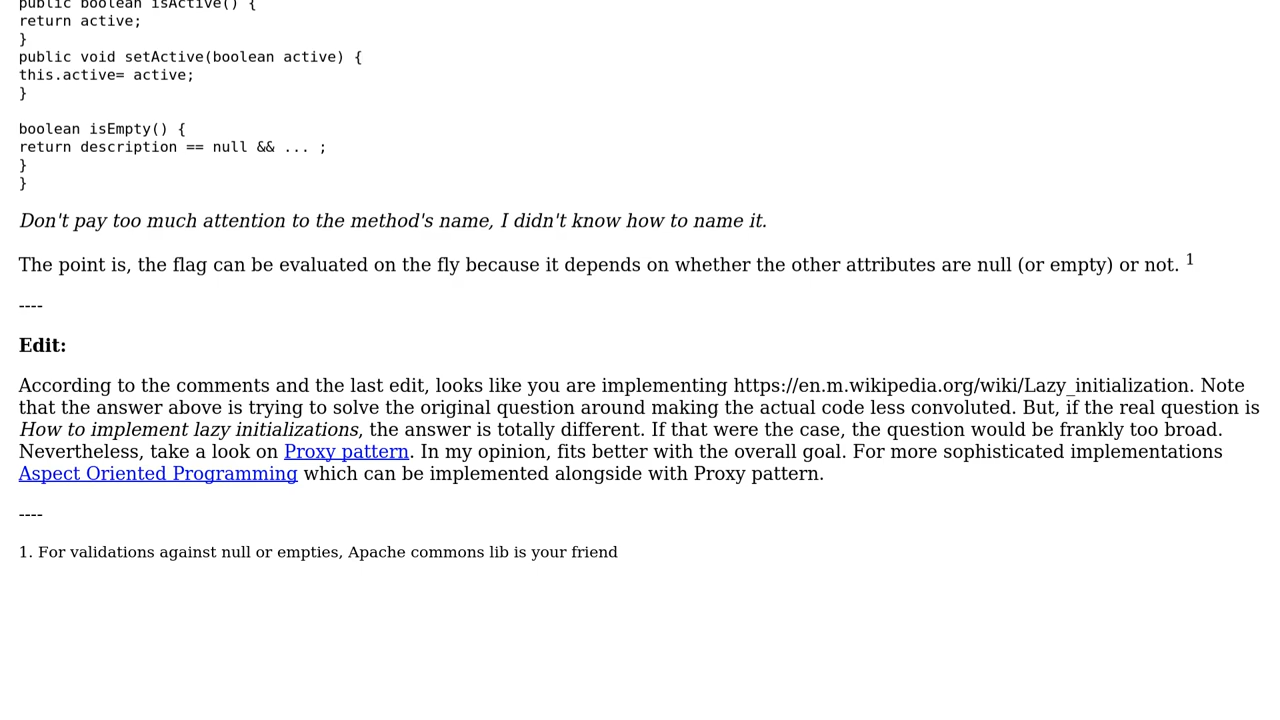 public boolean isActive() {
return active;
}
public void setActive(boolean active) {
this.active= active;
}
boolean isEmpty() {
return description == null && ... ;
}
}
Don't pay too much attention to the method's name, I didn't know how to name it.
The point is, the flag can be evaluated on the fly because it depends on whether the other attributes are null (or empty) or not. 1
----
Edit:
According to the comments and the last edit, looks like you are implementing https://en.m.wikipedia.org/wiki/Lazy_initialization. Note
that the answer above is trying to solve the original question around making the actual code less convoluted. But, if the real question is
How to implement lazy initializations, the answer is totally different. If that were the case, the question would be frankly too broad.
Nevertheless, take a look on Proxy pattern. In my opinion, fits better with the overall goal. For more sophisticated implementations
Aspect Oriented Programming which can be implemented alongside with Proxy pattern.
----
1. For validations against null or empties, Apache commons lib is your friend